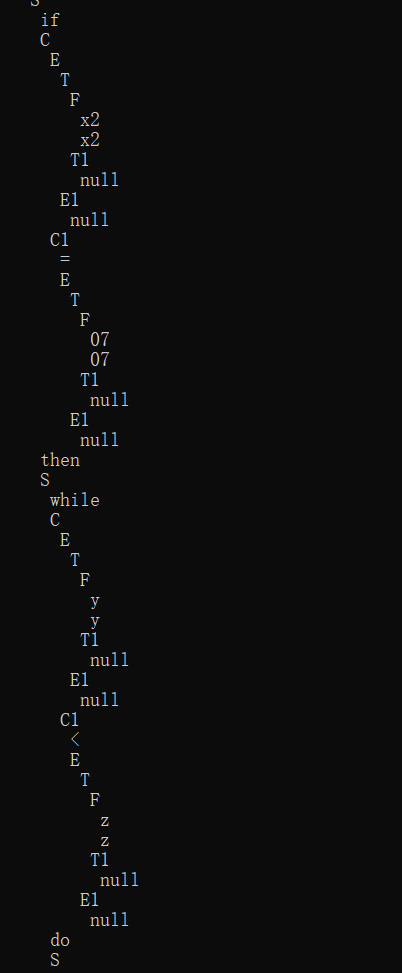 S
if
C
E
T
F
x2
x2
T1
null
E1
null
C1
=
E
T
F
07
07
T1
null
E1
null
then
S
while
C
E
T
F
y
y
T1
null
E1
null
C1
<
E
T
F
z
z
T1
null
E1
null
do
S